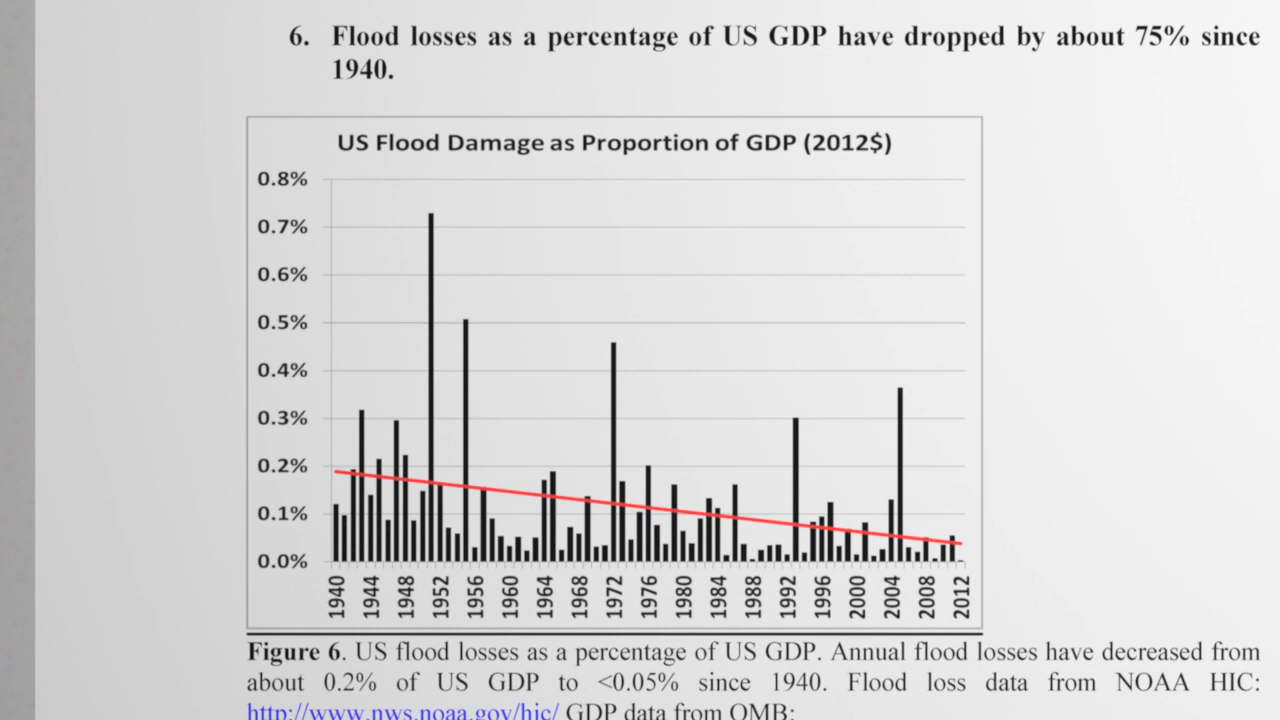 6. Flood losses as a percentage of US GDP have dropped by about 75% since
1940.
US Flood Damage as Proportion of GDP (2012$)
0.8%
0.7%
0.6%
0.5%
0.4%
0.3%
0.2%
0.1%
0.0%
1940 1944 1948 1952 1956 1960 1964 1968 1972 1976 1980 1984 1988 1992 1996 2000 2004 2008 2012
Figure 6. US flood losses as a percentage of US GDP. Annual flood losses have decreased from
about 0.2% of US GDP to <0.05% since 1940. Flood loss data from NOAA HIC:
http://www.nws.noaa.gov/hic/ GDP data from OMB: